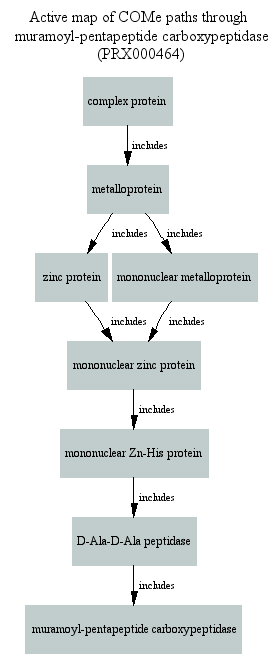 Active map of COMe paths through
muramoyl-pentapeptide carboxypeptidase
(PRX000464)
complex protein
includes
metalloprotein
includes includes
zinc protein mononuclear metalloprotein
includes includes
mononuclear zinc protein
includes
mononuclear Zn-His protein
includes
D-Ala-D-Ala peptidase
includes
muramoyl-pentapeptide carboxypeptidase